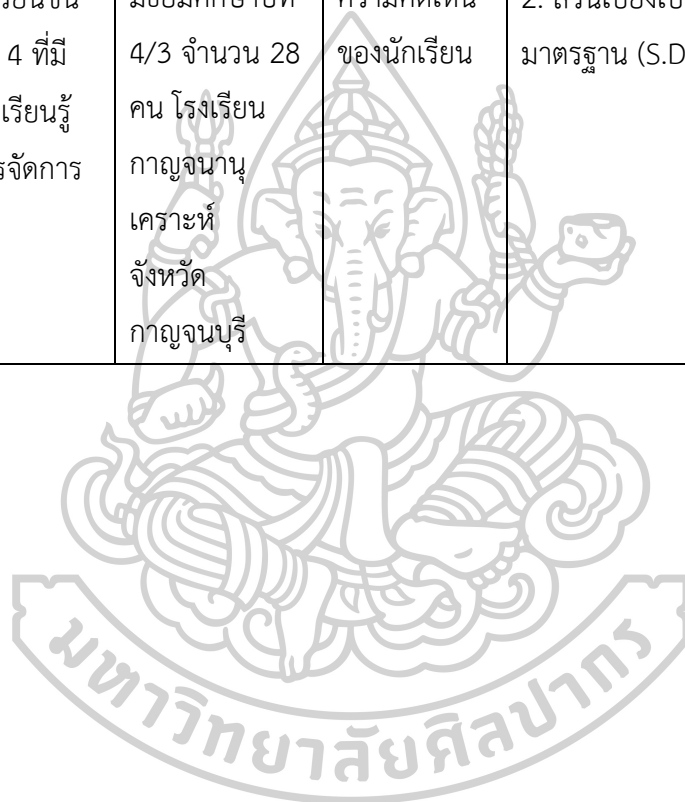 4 ที่มี
เรียนรู้
4/3 จำนวน 28
คน โรงเรียน
กาญจนานุ
เคราะห์
จังหวัด
กาญจนบุรี
ของนักเรียน
มาตรฐาน (S.D
มหาวิทยาลัยศิลปากร